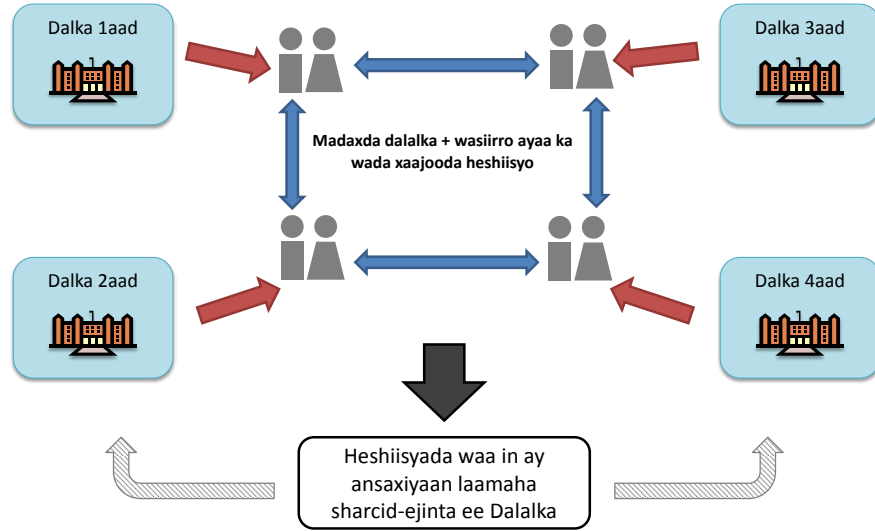 Dalka 1aad
Dalka 3aad
Madaxda dalalka + wasiirro ayaa ka
wada xaajooda heshiisyo
Dalka 2aad
Dalka 4aad
Heshiisyada waa in ay
ansaxiyaan laamaha
sharcid-ejinta ee Dalalka